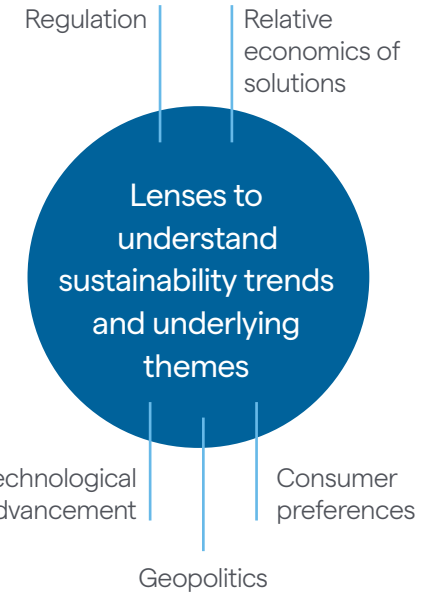 Regulation
Relative
economics of
solutions
Lenses to
understand
sustainability trends
and underlying
themes
echnological
dvancement
Consumer
preferences
Geopolitics